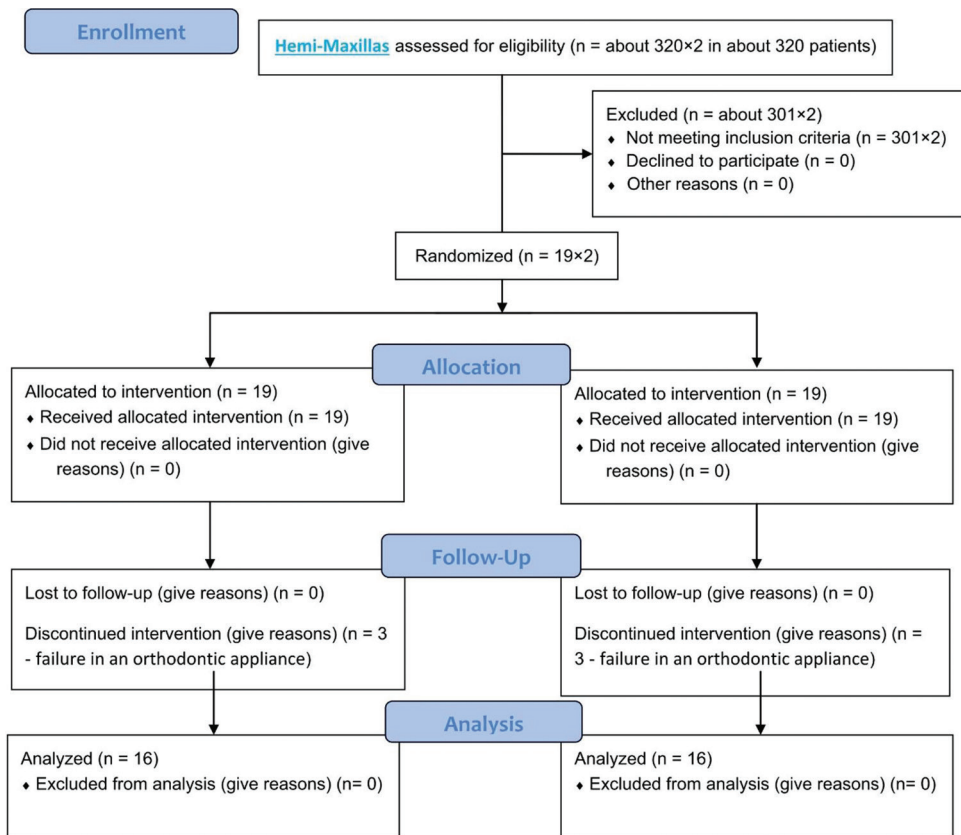 Enrollment
Hemi-Maxillas assessed for eligibility (n = about 320×2 in about 320 patients)
Excluded (n = about 301×2)
♦ Not meeting inclusion criteria (n = 301×2)
♦ Declined to participate (n = 0)
♦ Other reasons (n = 0)
Randomized (n = 19×2)
Allocation
Allocated to intervention (n = 19)
♦ Received allocated intervention (n = 19)
♦ Did not receive allocated intervention (give
reasons) (n = 0)
Allocated to intervention (n = 19)
♦ Received allocated intervention (n = 19)
♦ Did not receive allocated intervention (give
reasons) (n = 0)
Follow-Up
Lost to follow-up (give reasons) (n = 0)
Discontinued intervention (give reasons) (n = 3
- failure in an orthodontic appliance)
Lost to follow-up (give reasons) (n = 0)
Discontinued intervention (give reasons) (n =
3 - failure in an orthodontic appliance)
Analysis
Analyzed (n = 16)
♦ Excluded from analysis (give reasons) (n= 0)
Analyzed (n = 16)
♦ Excluded from analysis (give reasons) (n= 0)